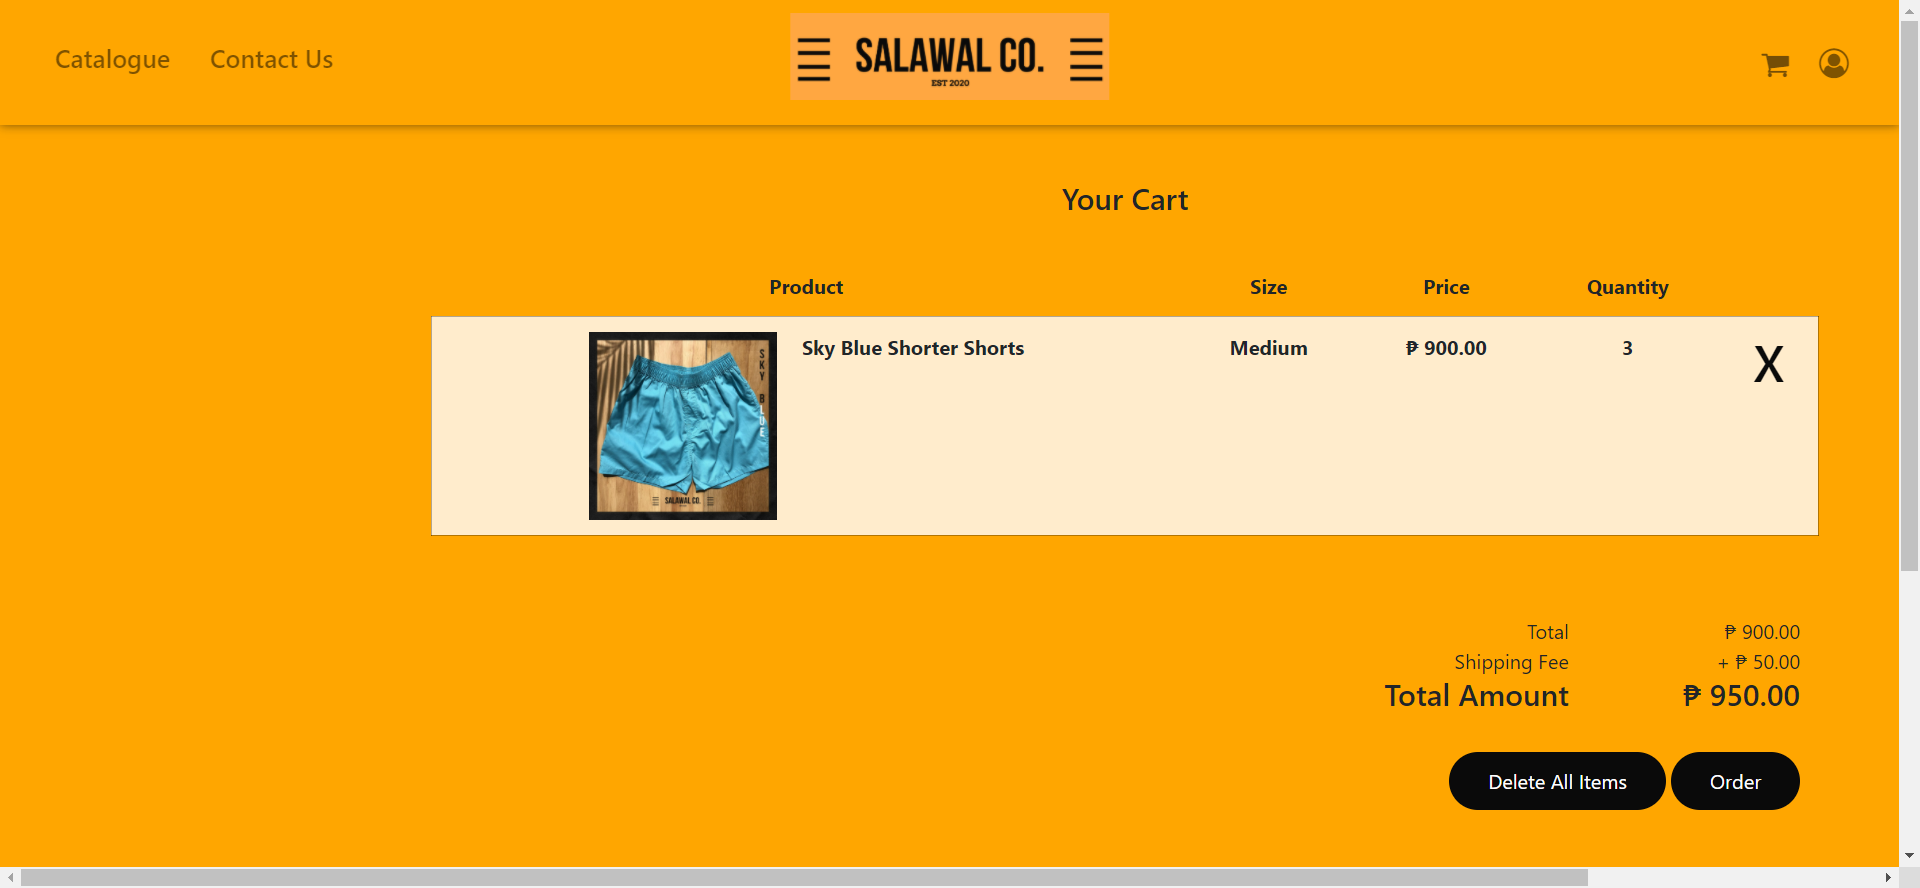 Catalogue Contact Us
SALAWAL CO.
EST 2020
Your Cart
Product Size Price Quantity
Sky Blue Shorter Shorts Medium ₱ 900.00 3 X
SKY BLUE
SALAWAL CO.
Total ₱ 900.00
Shipping Fee + ₱ 50.00
Total Amount ₱ 950.00
Delete All Items Order